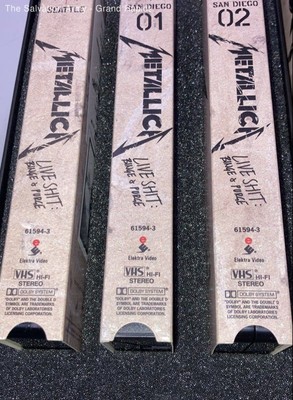 The Salv
Grand
SEATTLE
METALLICA
LIVE SHIT:
BINGE & PURGE
61594-3
Elektra Video
VHS HI-FI
STEREO
DOLBY SYSTEM
"DOLBY" AND THE DOUBLE D
SYMBOL ARE TRADEMARKS
OF DOLBY LABORATORIES
LICENSING CORPORATION.
SAN DIEGO
01
METALLICA
LIVE SHIT:
BINGE & PURGE
61594-3
Elektra Video
VHS HI-FI
STEREO
DOLBY SYSTEM
"DOLBY" AND THE DOUBLE D
SYMBOL ARE TRADEMARKS
OF DOLBY LABORATORIES
LICENSING CORPORATION.
SAN DIEGO
02
METALLICA
LIVE SHIT:
BINGE & PURGE
61594-3
Elektra Video
VHS HI-FI
STEREO
DOLBY SYSTEM
"DOLBY" AND THE DOUBLE D
SYMBOL ARE TRADEMARKS
OF DOLBY LABORATORIES
LICENSING CORPORATION.